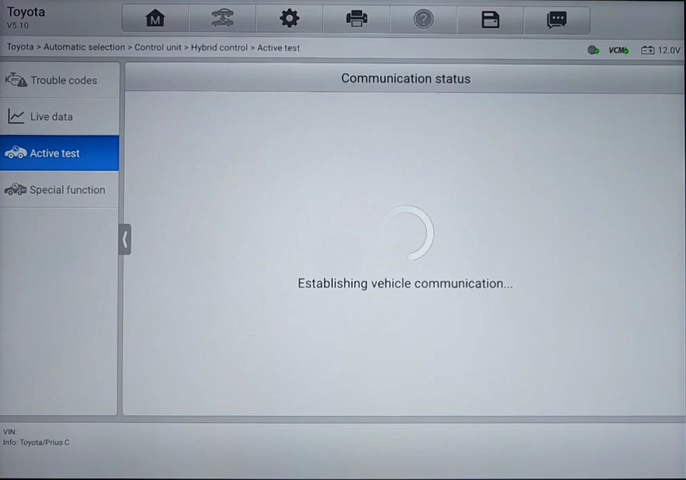 Toyota
V5.10
M
?
Toyota > Automatic selection > Control unit > Hybrid control > Active test
VCMI
12.0V
Trouble codes
Communication status
Live data
Active test
Special function
Establishing vehicle communication...
VIN:
Info: Toyota/Prius C